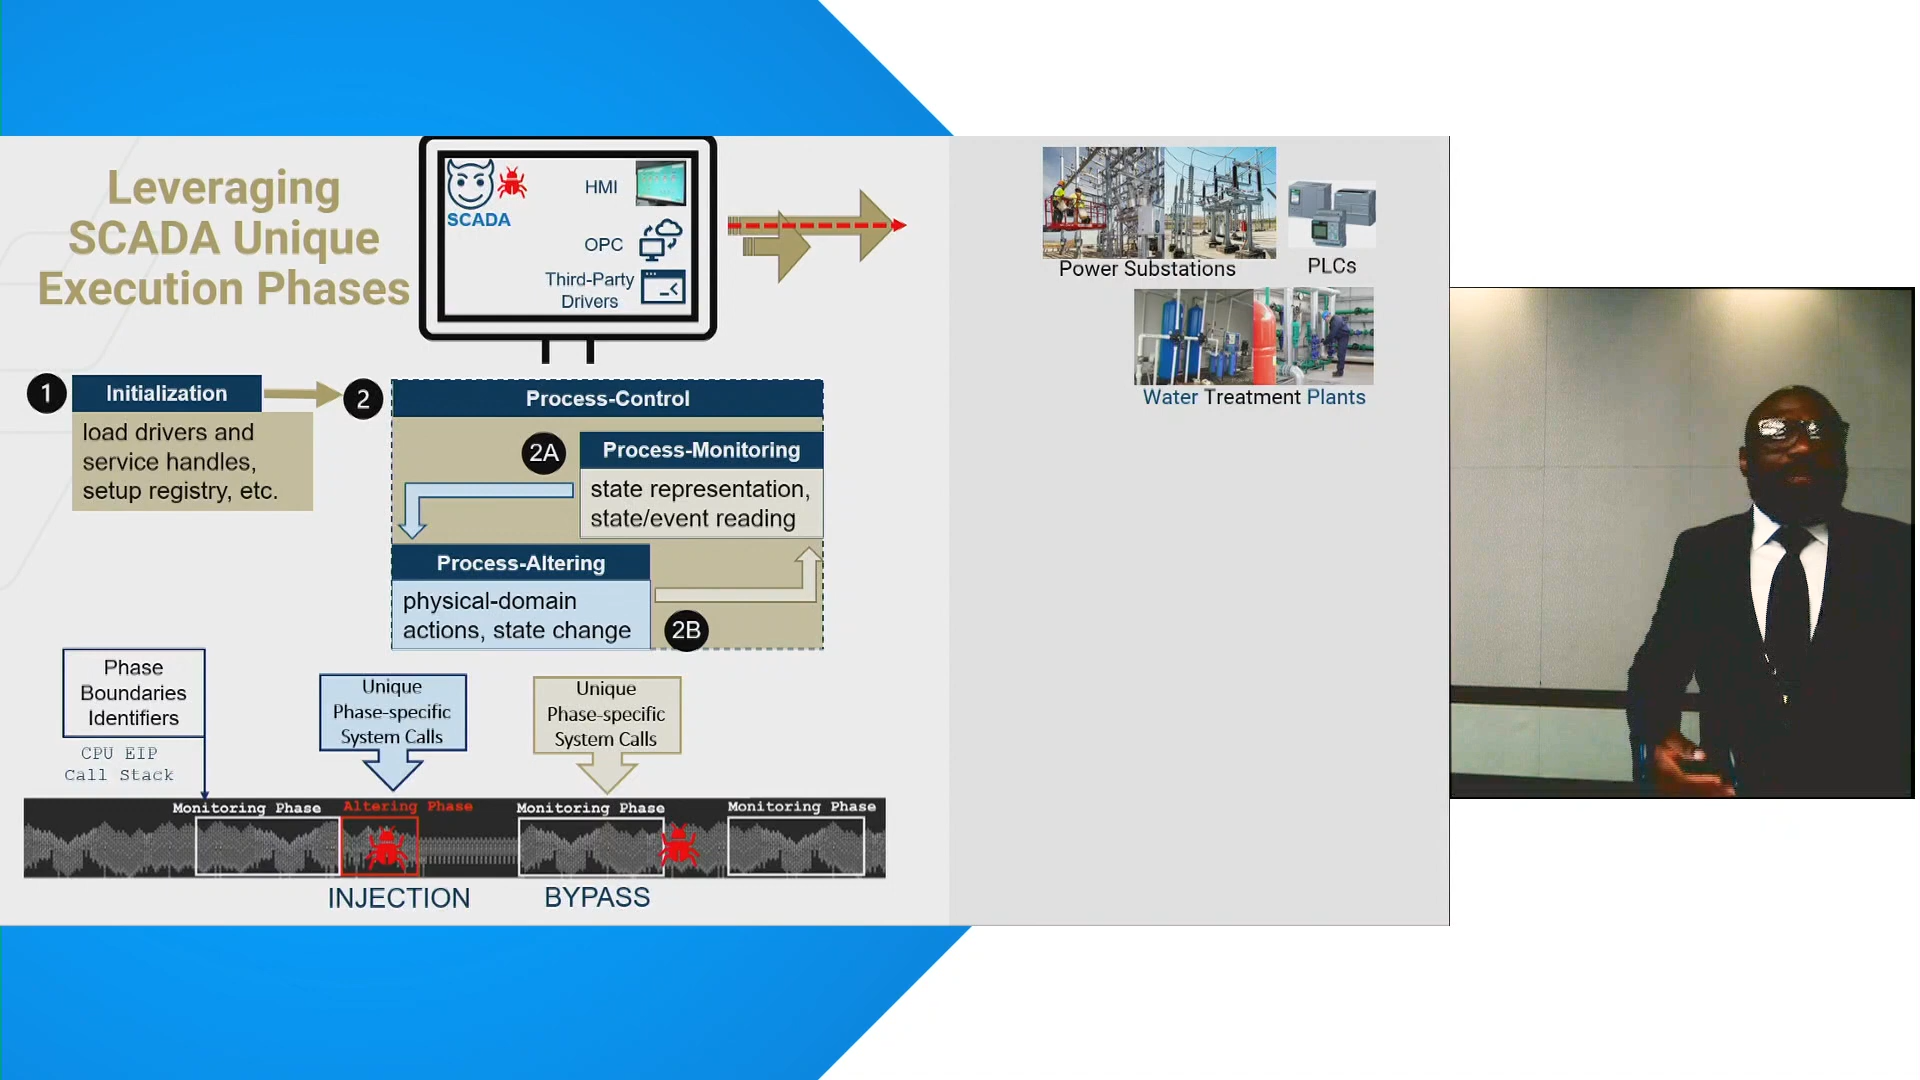 Leveraging
SCADA Unique
Execution Phases
SCADA
HMI
OPC
Third-Party
Drivers
Power Substations
PLCs
Water Treatment Plants
1
Initialization
load drivers and
service handles,
setup registry, etc.
2
Process-Control
2A
Process-Monitoring
state representation,
state/event reading
Process-Altering
physical-domain
actions, state change
2B
Phase
Boundaries
Identifiers
CPU EIP
Call Stack
Unique
Phase-specific
System Calls
Unique
Phase-specific
System Calls
Monitoring Phase
Altering Phase
Monitoring Phase
Monitoring Phase
INJECTION
BYPASS